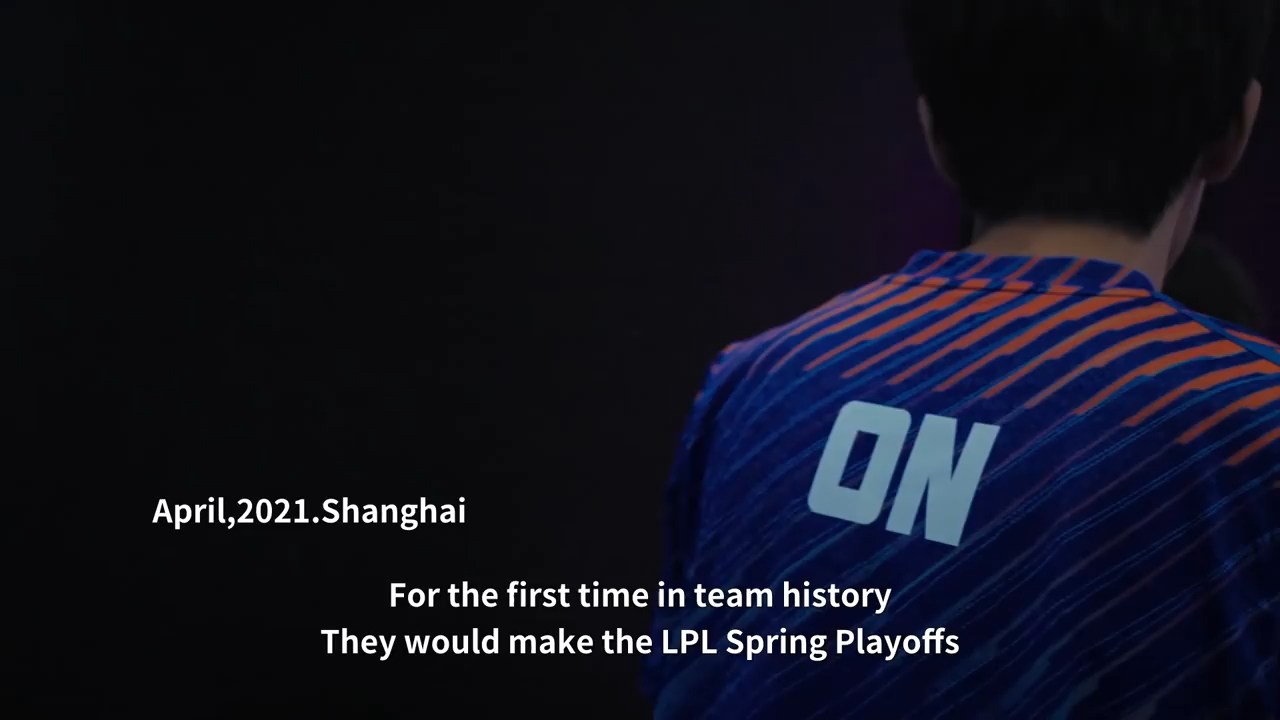 ON
April,2021.Shanghai
For the first time in team history
They would make the LPL Spring Playoffs